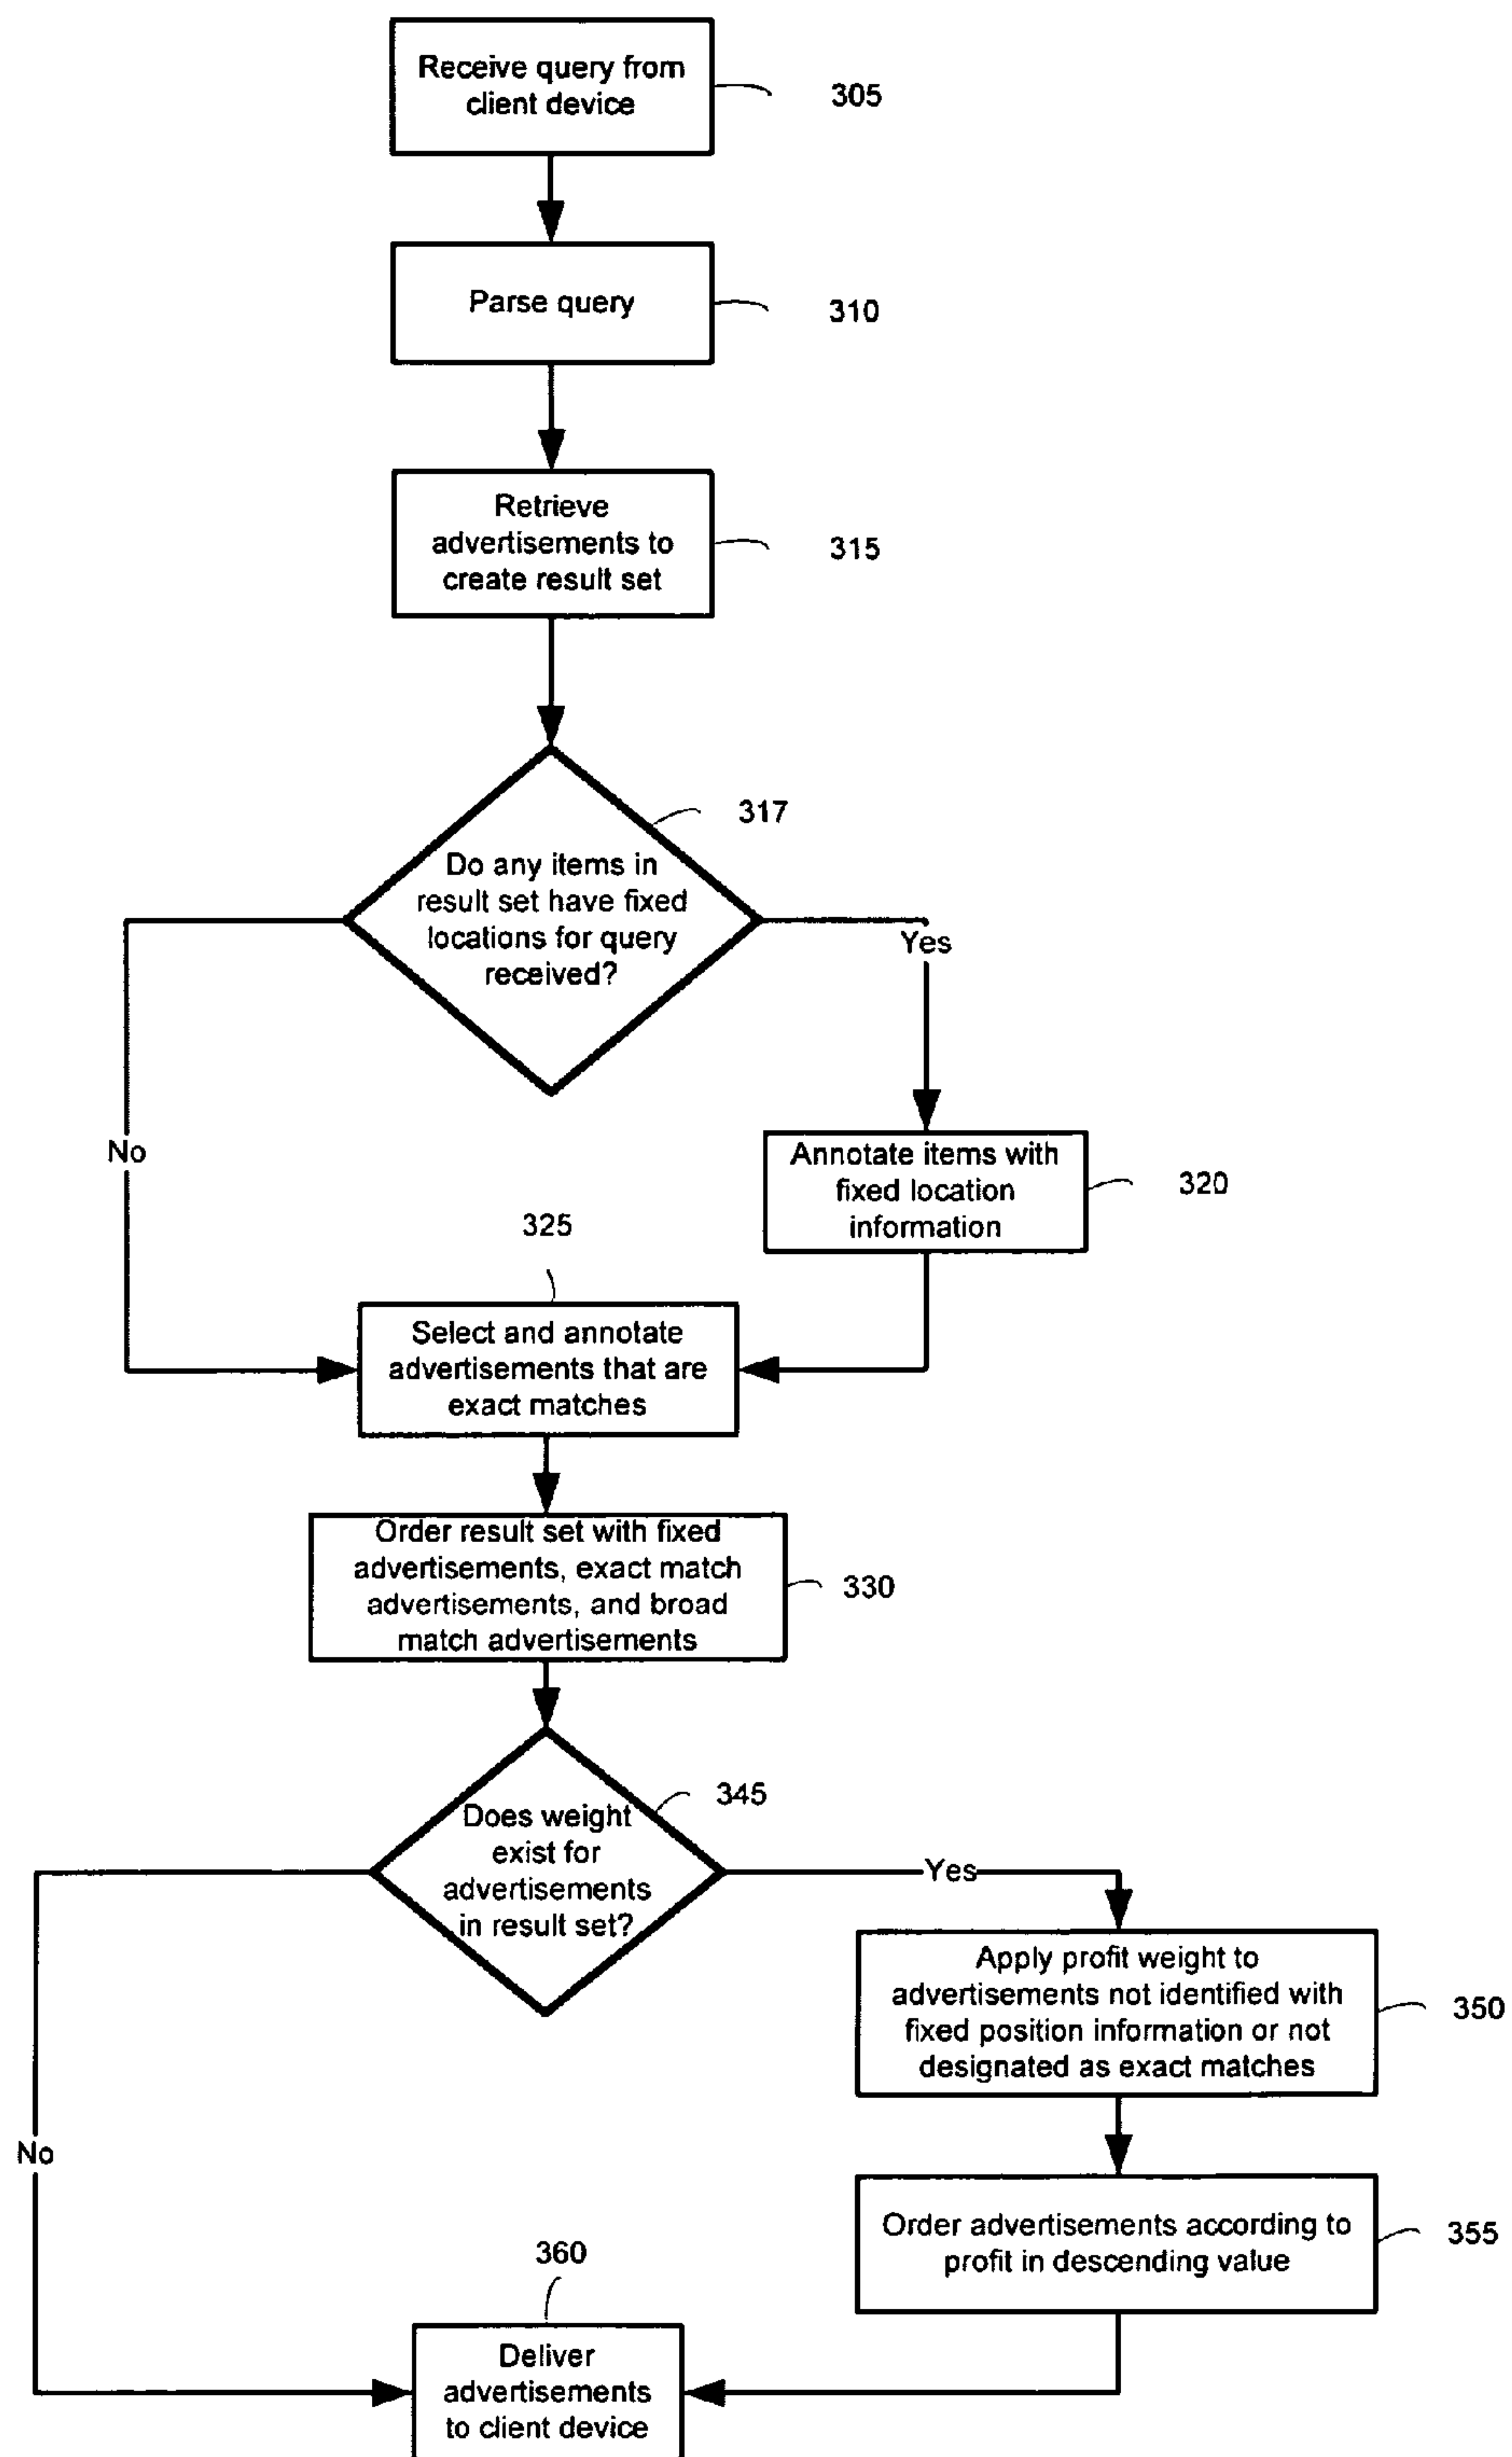 Receive query from
client device
305
Parse query
310
Retrieve
advertisements to
create result set
315
317
Do any items in
result set have fixed
locations for query
received?
Yes
No
Annotate items with
fixed location
information
320
325
Select and annotate
advertisements that are
exact matches
Order result set with fixed
advertisements, exact match
advertisements, and broad
match advertisements
330
345
Does weight
exist for
advertisements
in result set?
Yes
No
Apply profit weight to
advertisements not identified with
fixed position information or not
designated as exact matches
350
Order advertisements according to
profit in descending value
355
360
Deliver
advertisements
to client device